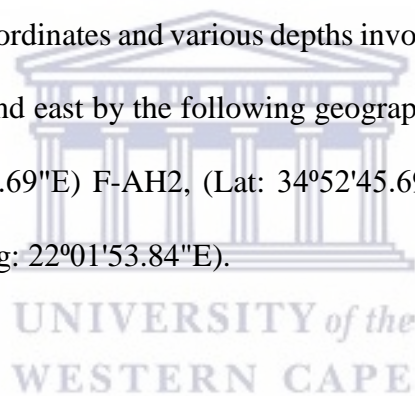 ordinates and various depths invo
nd east by the following geograp
.69"E) F-AH2, (Lat: 34º52'45.69
g: 22º01'53.84"E).
UNIVERSITY of the
WESTERN CAPE